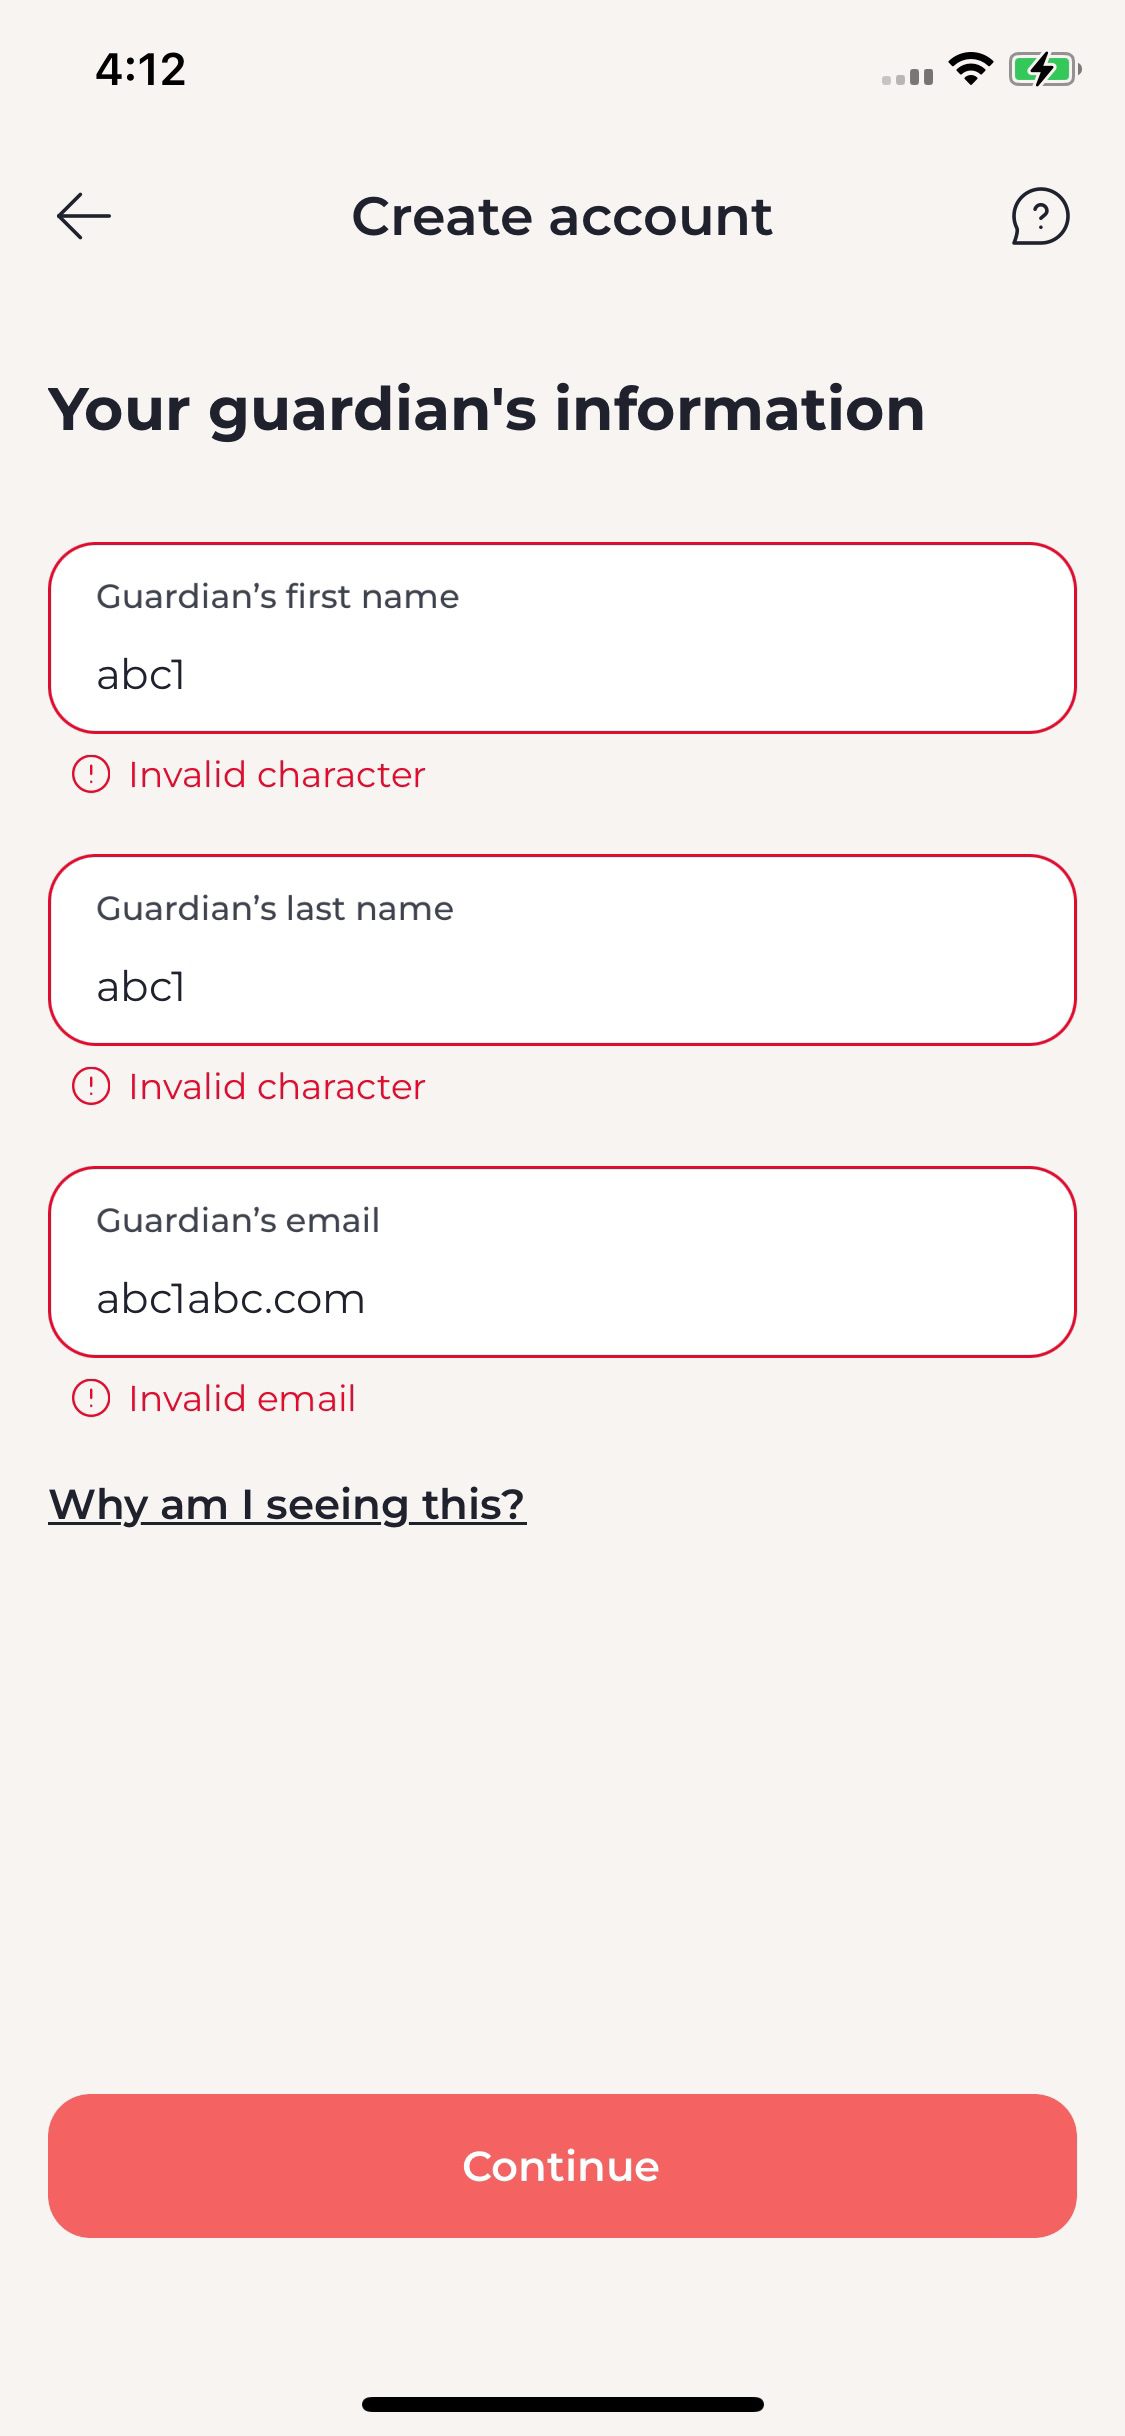 4:12
Create account
Your guardian's information
Guardian’s first name
abc1
Invalid character
Guardian’s last name
abc1
Invalid character
Guardian’s email
abc1abc.com
Invalid email
Why am I seeing this?
Continue